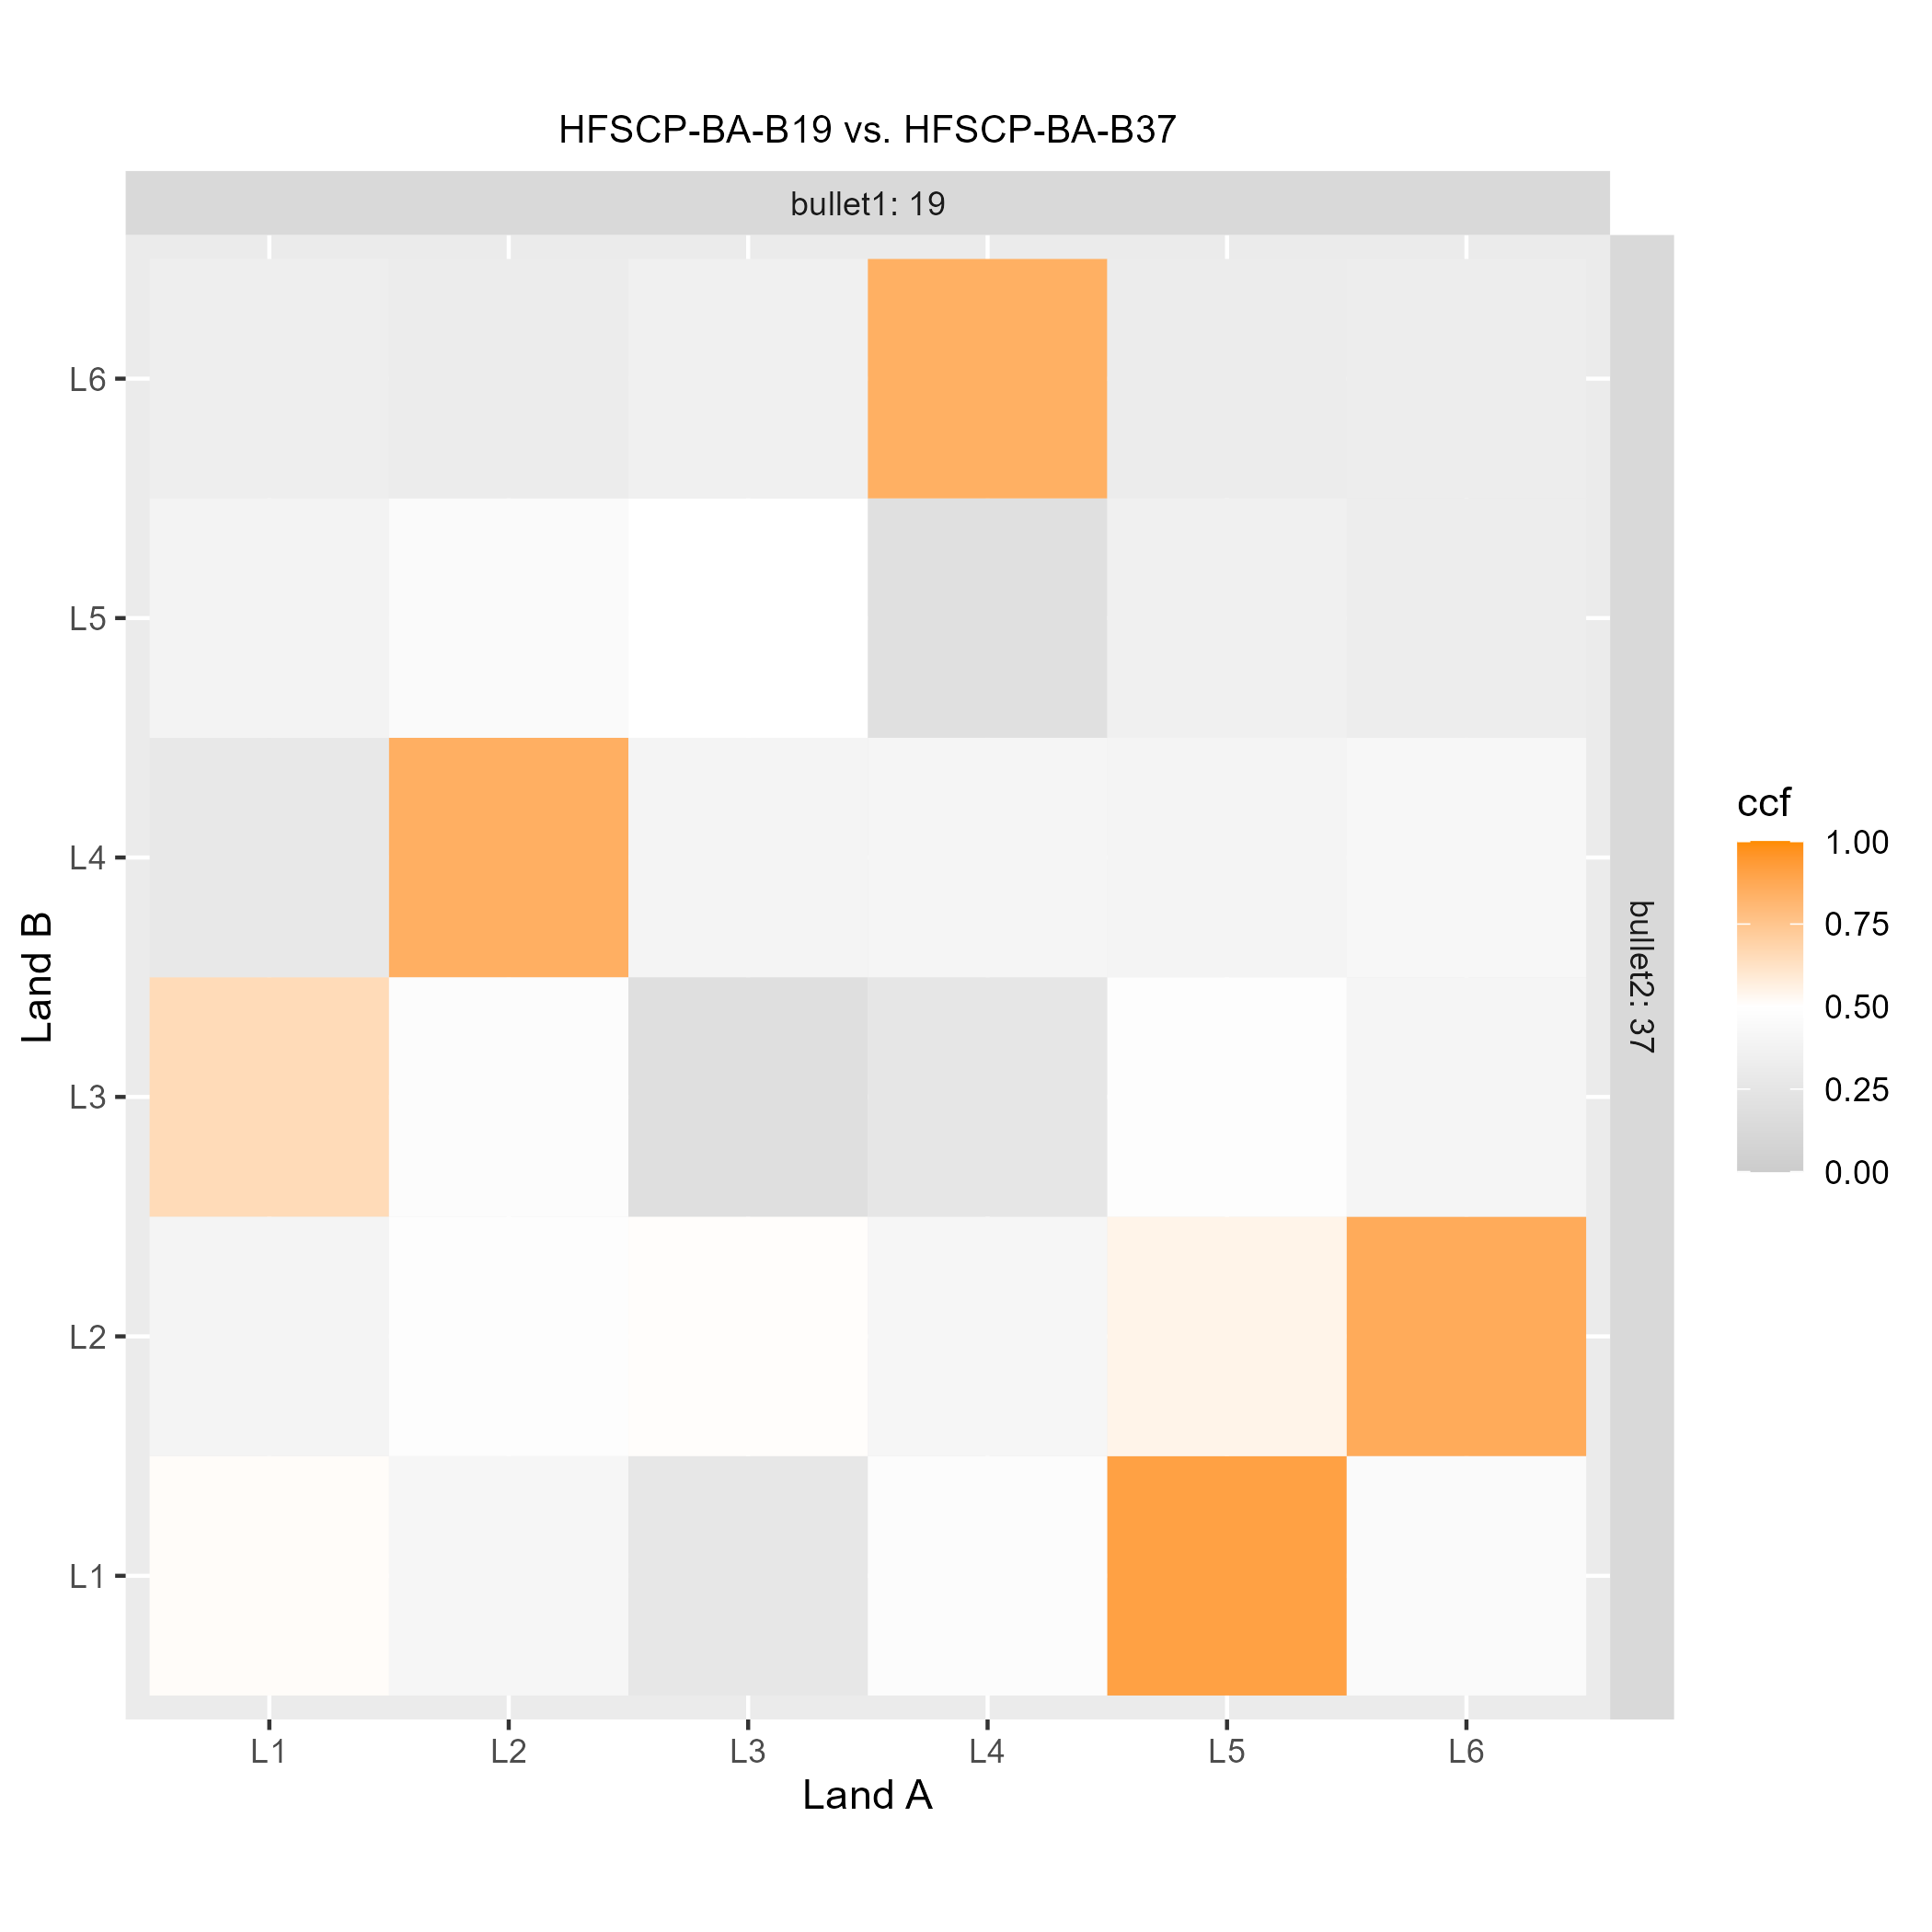 HFSCP-BA-B19 vs. HFSCP-BA-B37
bullet1: 19
L6
L5
L4
L3
L2
L1
Land B
bullet2: 37
L1 L2 L3 L4 L5 L6
Land A
ccf
1.00
0.75
0.50
0.25
0.00